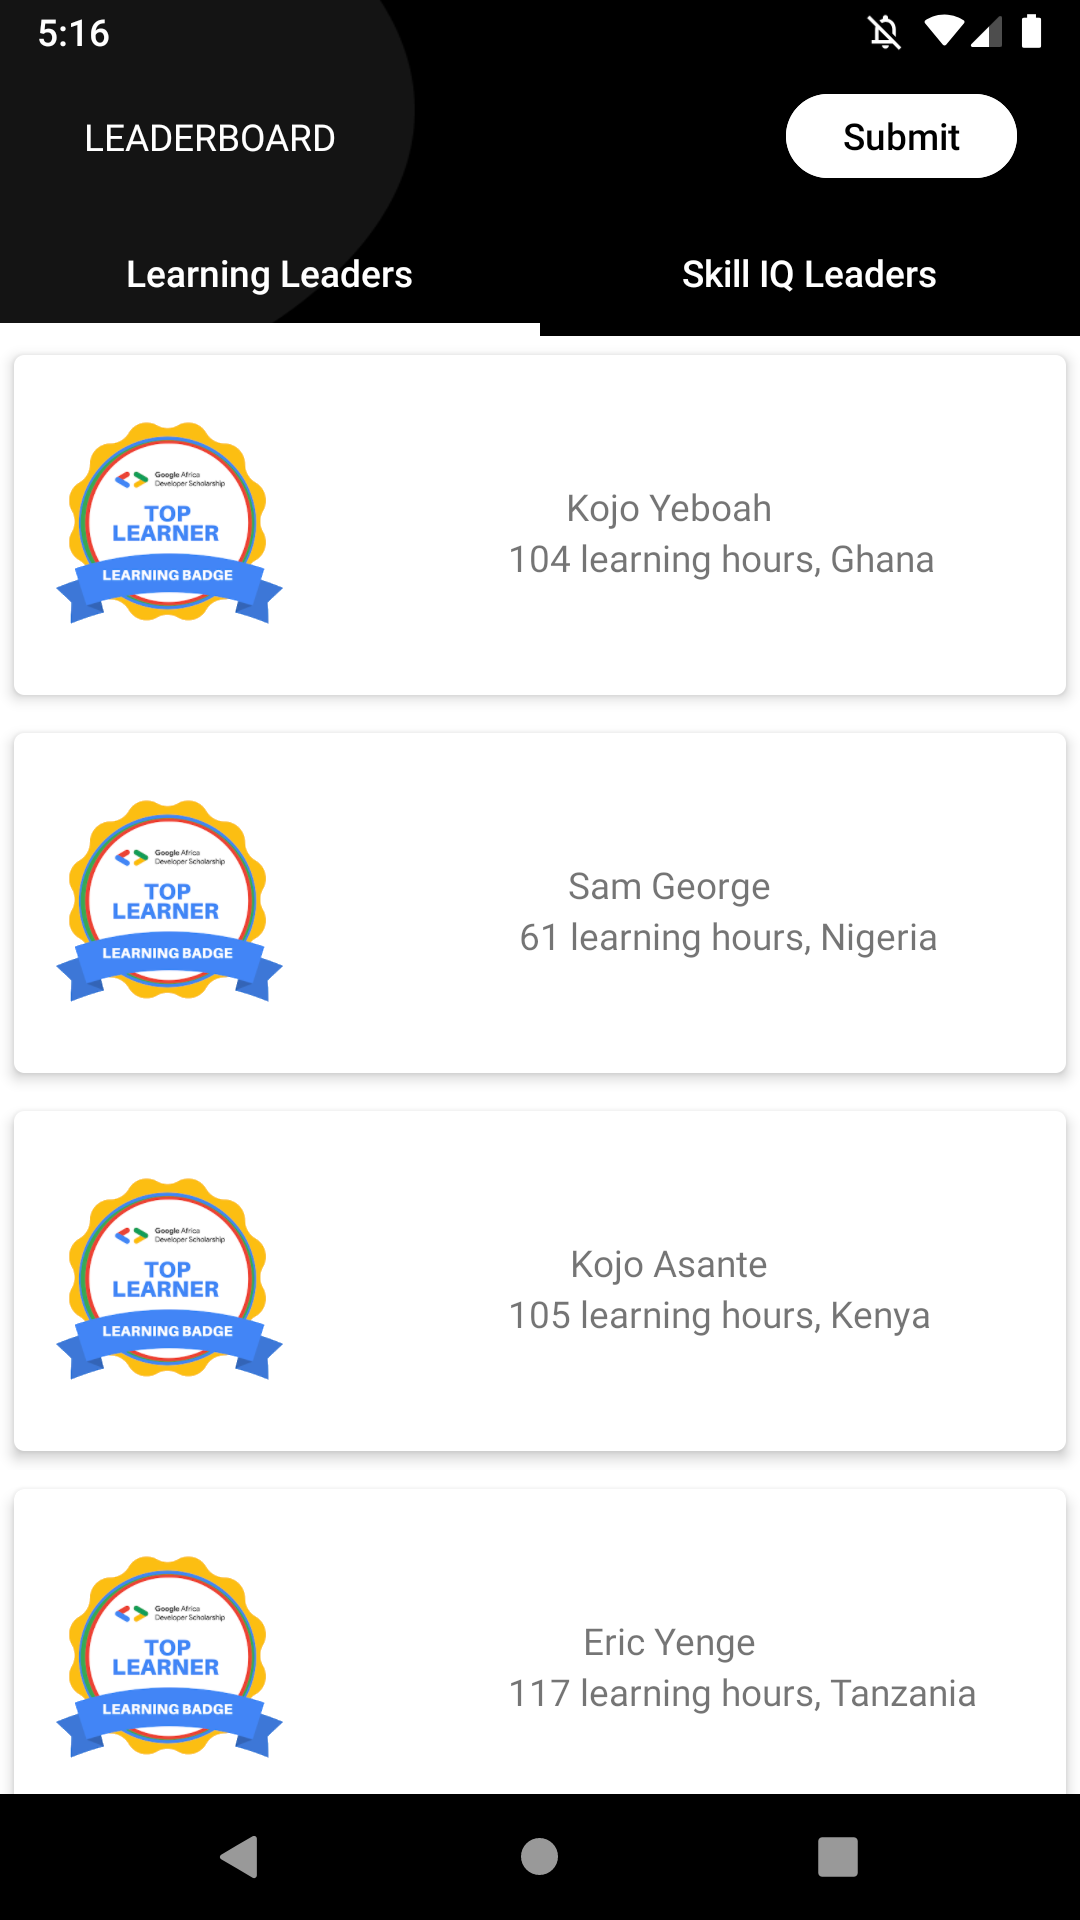 5:16
LEADERBOARD
Submit
Learning Leaders
Skill IQ Leaders
Google Africa
Developer Scholarship
TOP
LEARNER
LEARNING BADGE
Kojo Yeboah
104 learning hours, Ghana
Google Africa
Developer Scholarship
TOP
LEARNER
LEARNING BADGE
Sam George
61 learning hours, Nigeria
Google Africa
Developer Scholarship
TOP
LEARNER
LEARNING BADGE
Kojo Asante
105 learning hours, Kenya
Google Africa
Developer Scholarship
TOP
LEARNER
LEARNING BADGE
Eric Yenge
117 learning hours, Tanzania